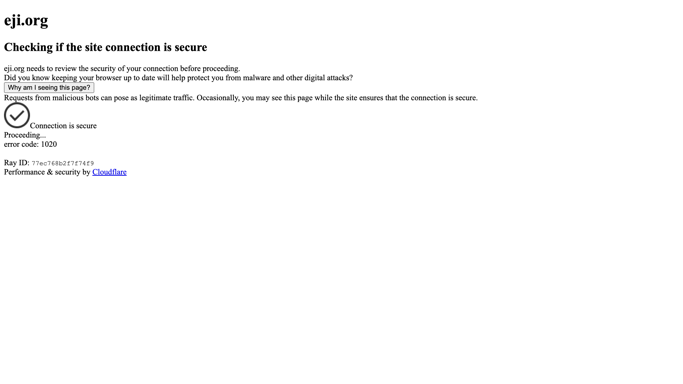 eji.org
Checking if the site connection is secure
eji.org needs to review the security of your connection before proceeding.
Did you know keeping your browser up to date will help protect you from malware and other digital attacks?
Why am I seeing this page?
Requests from malicious bots can pose as legitimate traffic. Occasionally, you may see this page while the site ensures that the connection is secure.
Connection is secure
Proceeding...
error code: 1020
Ray ID: 77ec768b2f7f74f9
Performance & security by Cloudflare